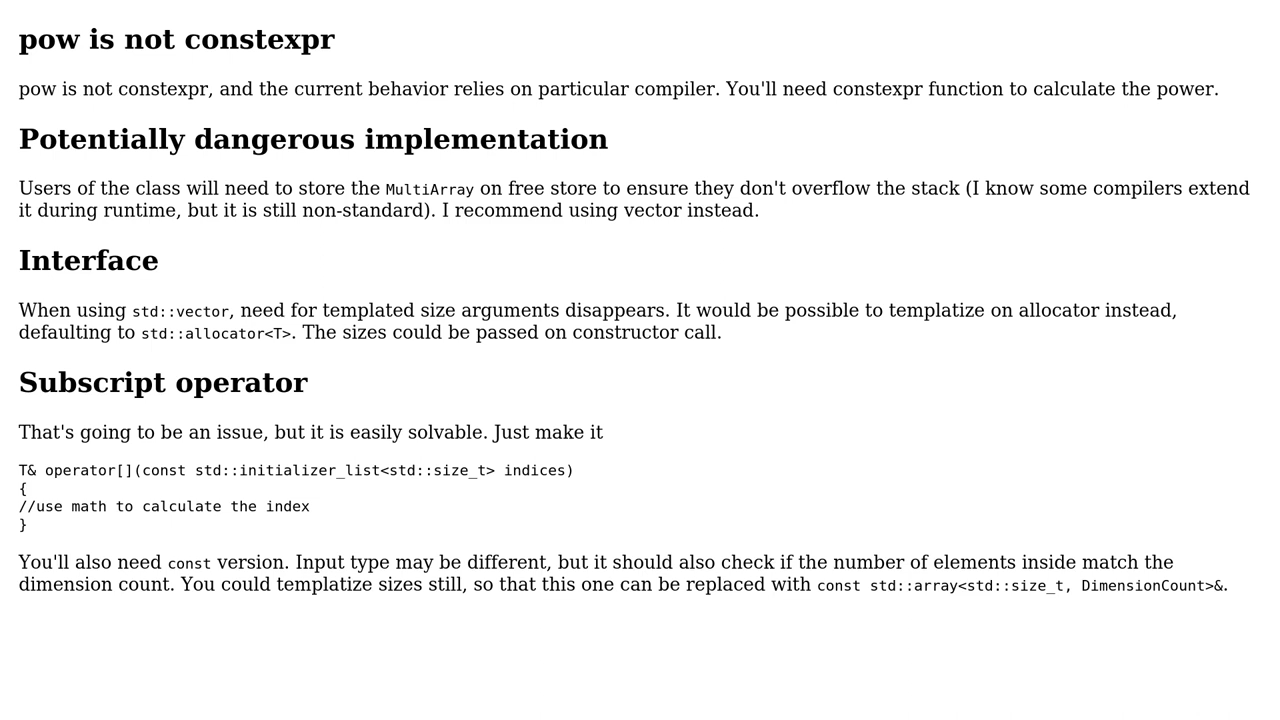 pow is not constexpr
pow is not constexpr, and the current behavior relies on particular compiler. You'll need constexpr function to calculate the power.
Potentially dangerous implementation
Users of the class will need to store the MultiArray on free store to ensure they don't overflow the stack (I know some compilers extend
it during runtime, but it is still non-standard). I recommend using vector instead.
Interface
When using std::vector, need for templated size arguments disappears. It would be possible to templatize on allocator instead,
defaulting to std::allocator<T>. The sizes could be passed on constructor call.
Subscript operator
That's going to be an issue, but it is easily solvable. Just make it
T& operator[](const std::initializer_list<std::size_t> indices)
{
//use math to calculate the index
}
You'll also need const version. Input type may be different, but it should also check if the number of elements inside match the
dimension count. You could templatize sizes still, so that this one can be replaced with const std::array<std::size_t, DimensionCount>&.